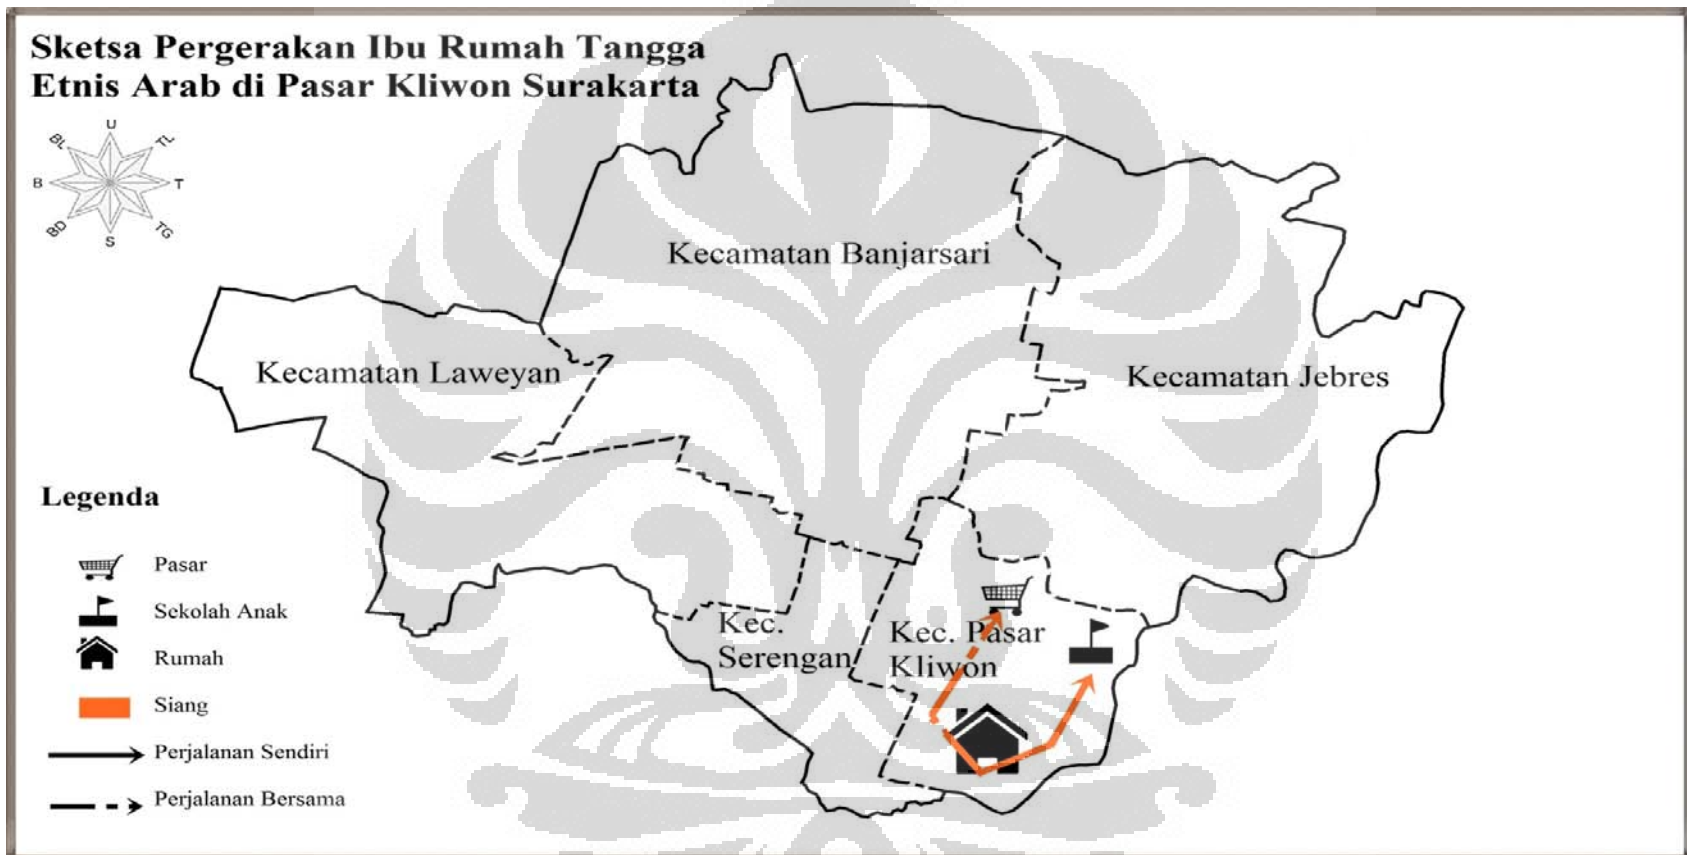 Sketsa Pergerakan Ibu Rumah Tangga
Etnis Arab di Pasar Kliwon Surakarta
U
BL
TL
B
T
BD
TG
S
Kecamatan Banjarsari
Kecamatan Laweyan
Kecamatan Jebres
Kec.
Serengan
Kec. Pasar
Kliwon
Legenda
Pasar
Sekolah Anak
Rumah
Siang
Perjalanan Sendiri
Perjalanan Bersama